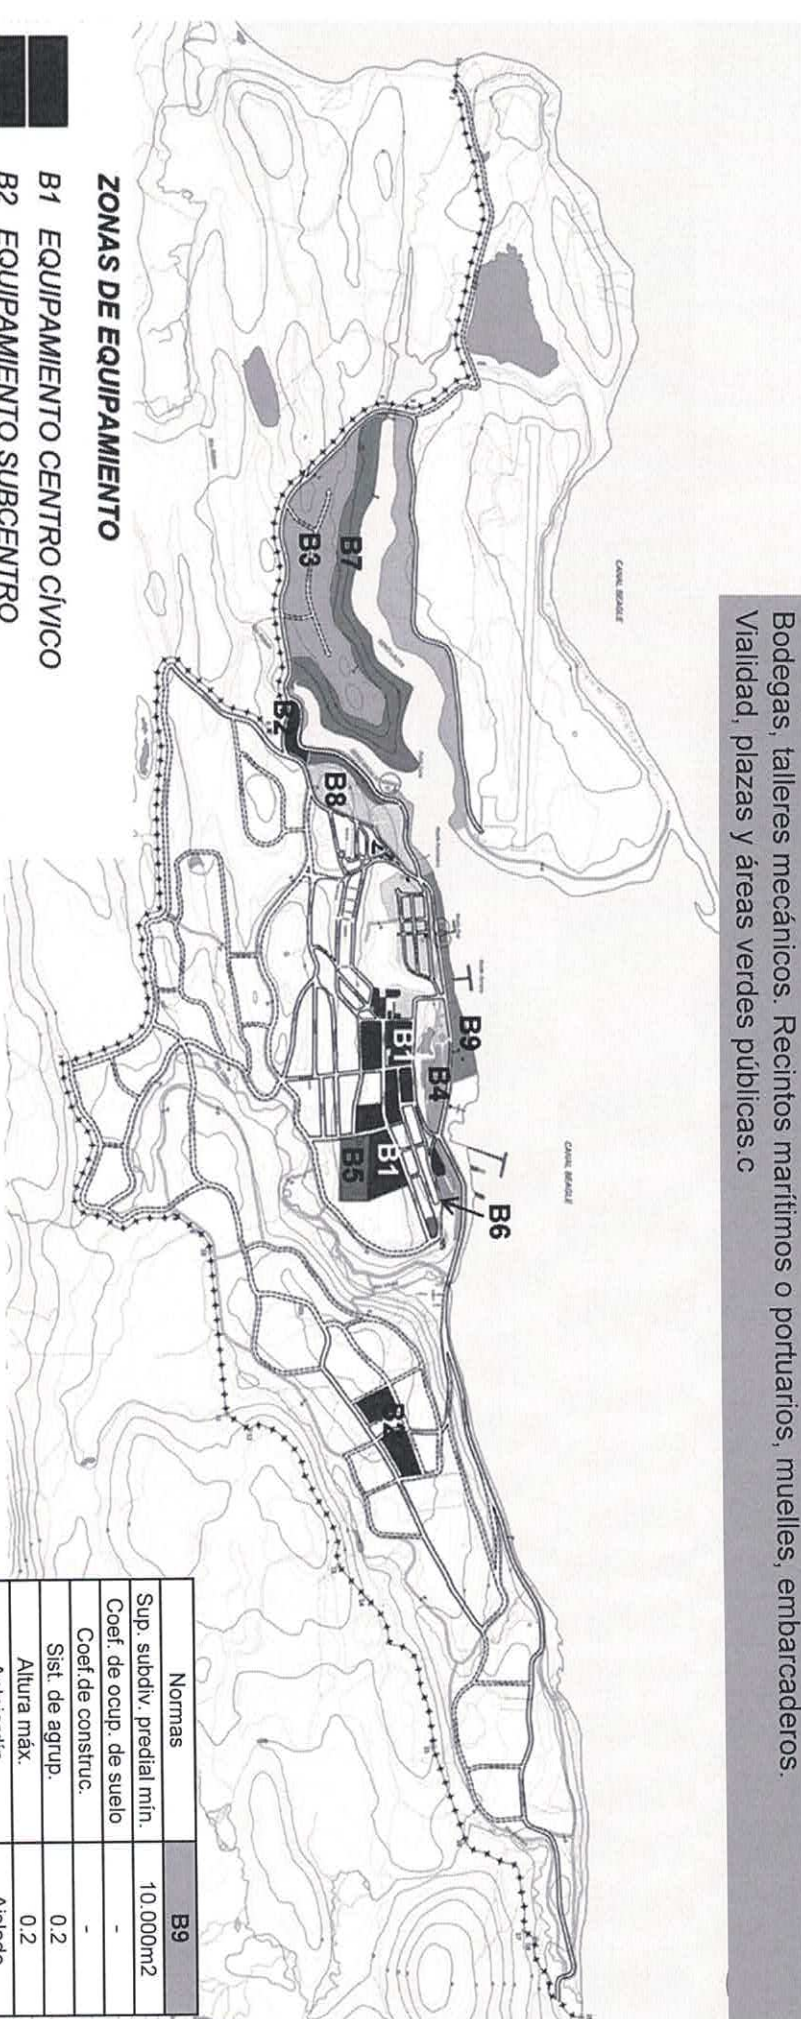 Bodegas, talleres mecánicos. Recintos marítimos o portuarios, muelles, embarcaderos.
Vialidad, plazas y áreas verdes públicas.c
CANAL BEAGLE
CANAL BEAGLE
B7
B3
B2
B8
B9
B1
B4
B1
B5
B6
B2
ZONAS DE EQUIPAMIENTO
B1 EQUIPAMIENTO CENTRO CÍVICO
B2 EQUIPAMIENTO SUBCENTRO
Normas B9
Sup. subdiv. predial mín. 10.000m2
Coef. de ocup. de suelo -
Coef.de construc. -
Sist. de agrup. 0.2
Altura máx. 0.2